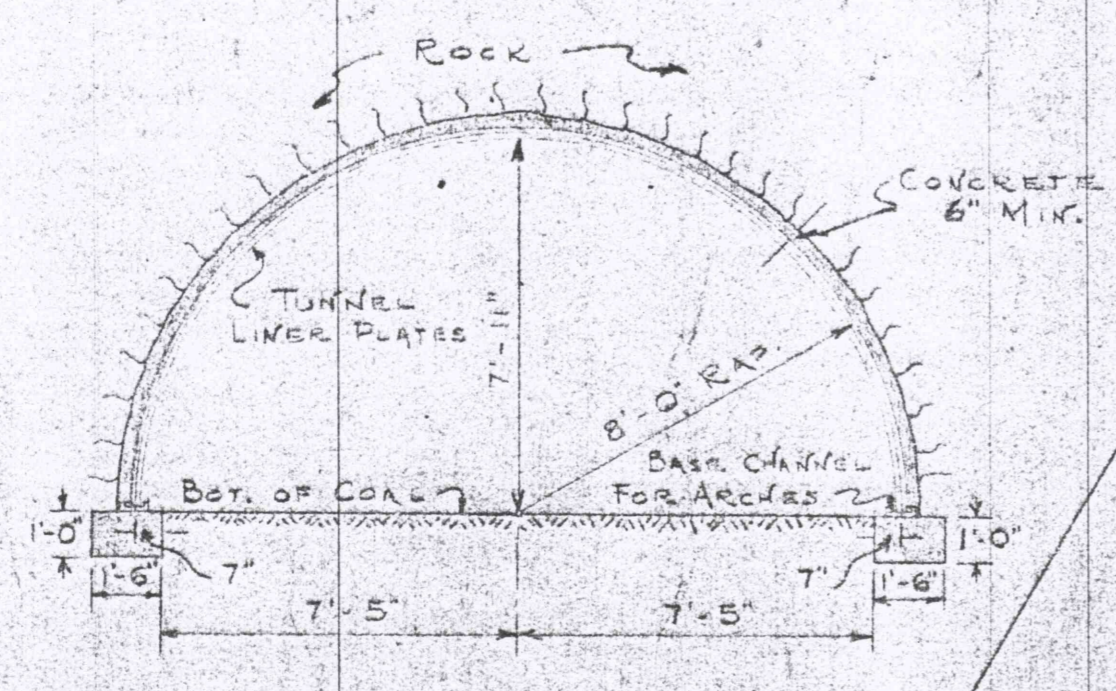 ROCK
CONCRETE
6" MIN.
TUNNEL
LINER PLATES
7'-11"
8'-0" RAD.
BASE CHANNEL
FOR ARCHES
BOT. OF COAL
1'-0"
1'-0"
7"
7"
1'-6"
1'-6"
7'-5"
7'-5"